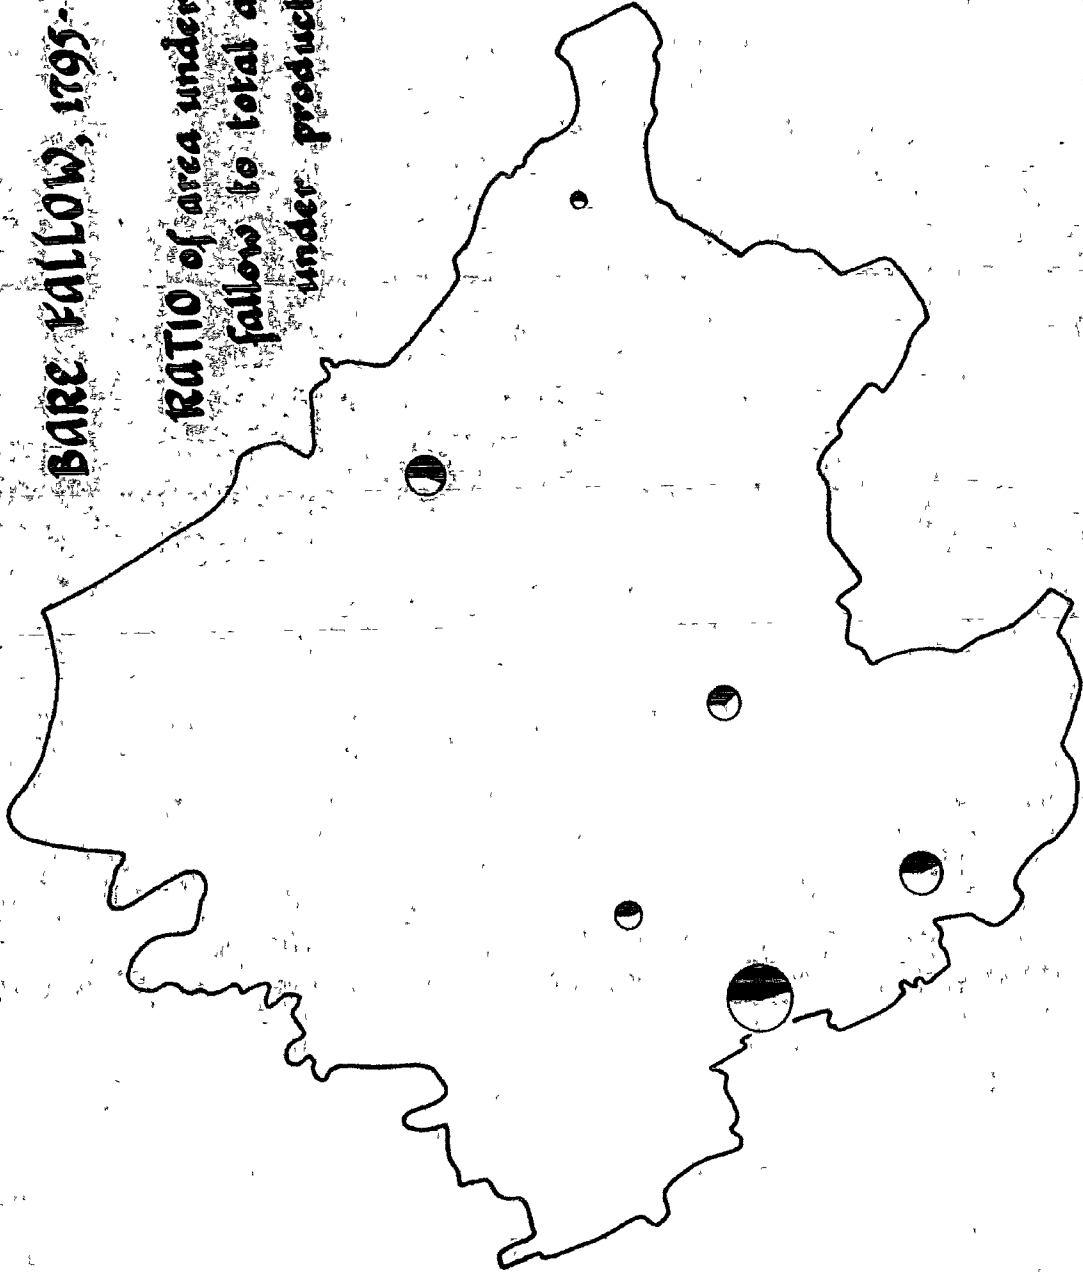 BARE FALLOW, 1795-
RATIO of area under
fallow to total a
under product